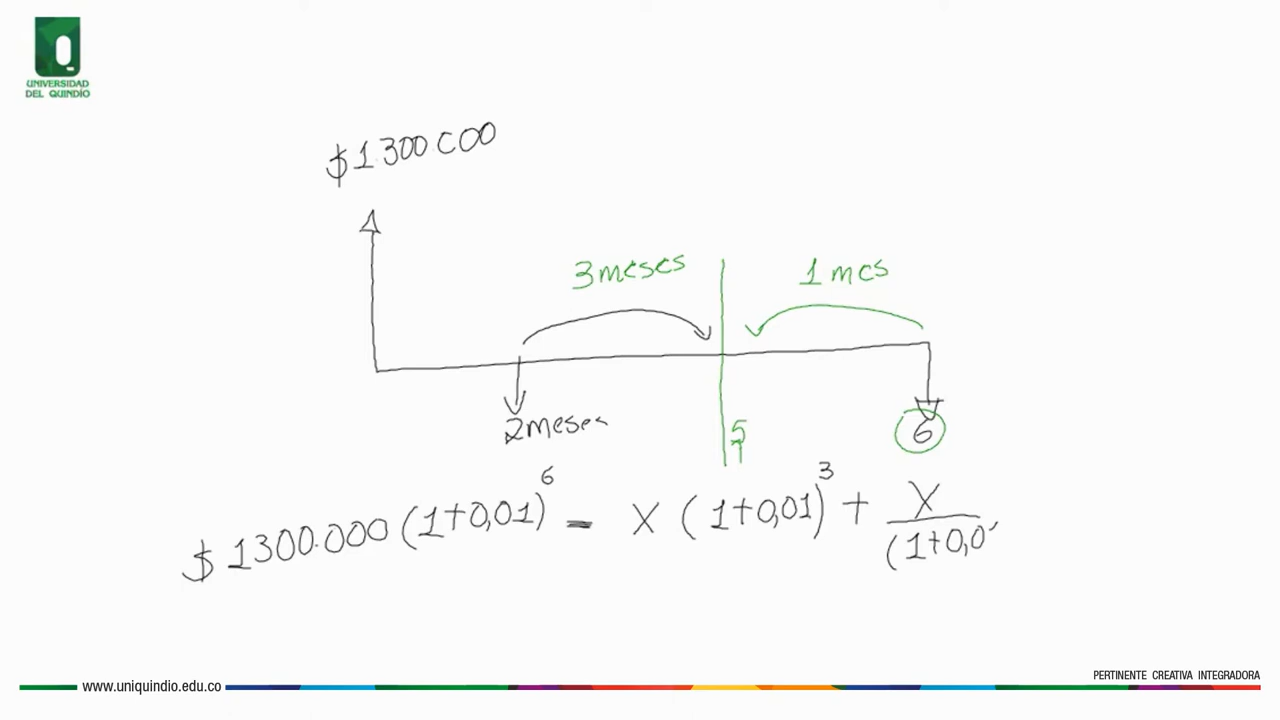 UNIVERSIDAD
DEL QUINDÍO
$1.300.000
3 meses
1 mes
2 meses
5
6
$ 1300.000 (1+0,01)^6 = X (1+0,01)^3 + X / (1+0,0
www.uniquindio.edu.co
PERTINENTE CREATIVA INTEGRADORA